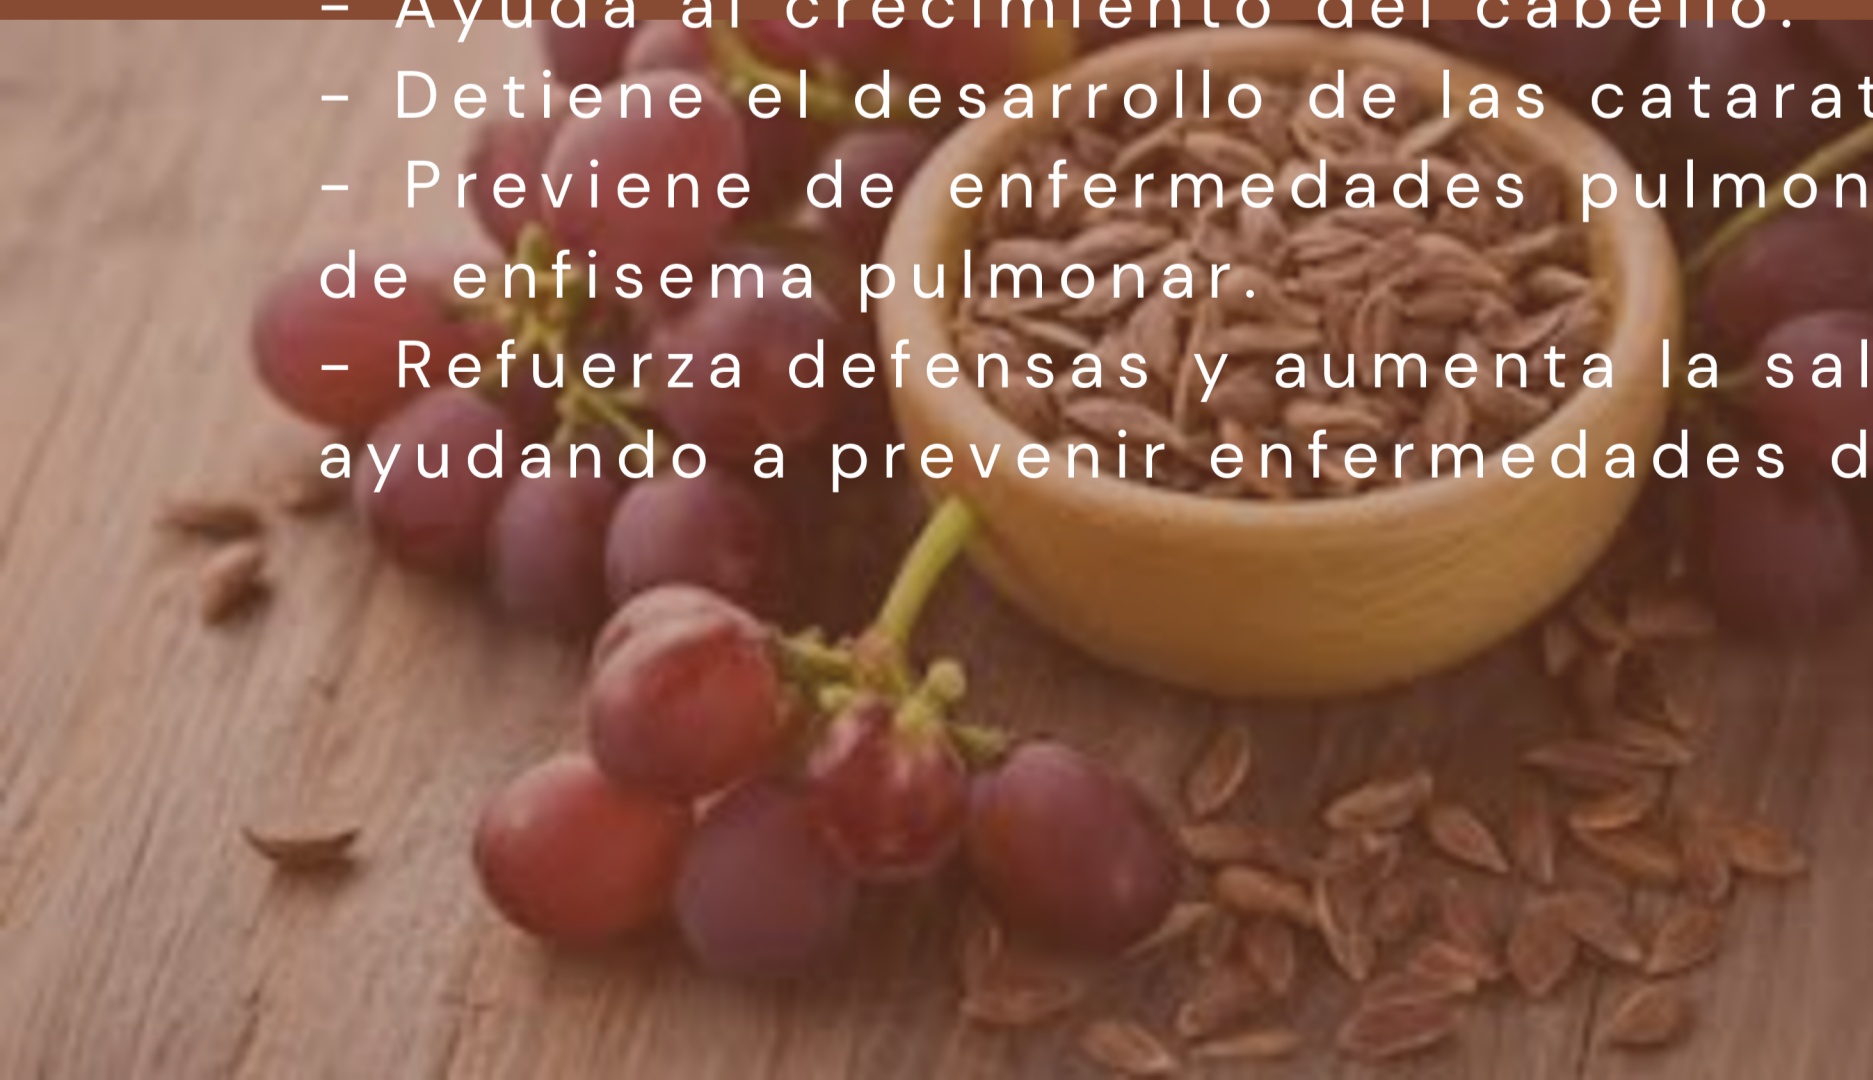 - Ayuda al crecimiento del cabello.
- Detiene el desarrollo de las catarat
- Previene de enfermedades pulmon
de enfisema pulmonar.
- Refuerza defensas y aumenta la sal
ayudando a prevenir enfermedades d